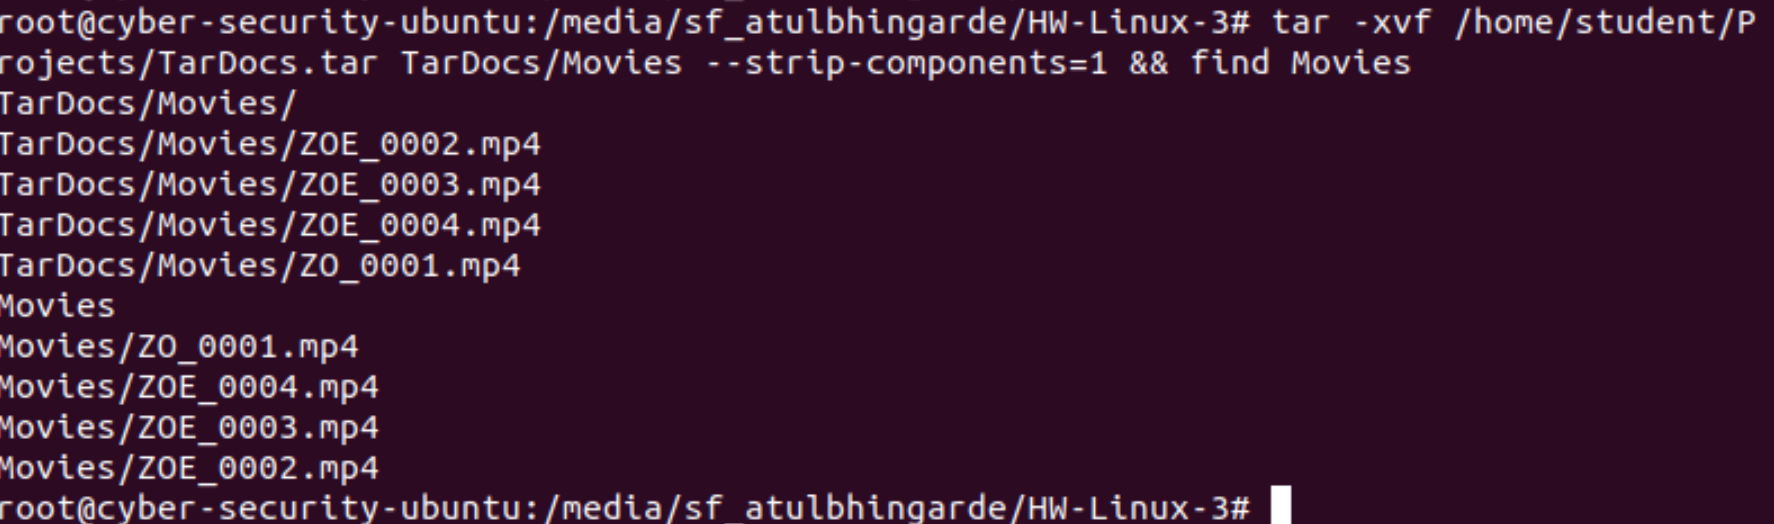 root@cyber-security-ubuntu:/media/sf_atulbhingarde/HW-Linux-3# tar -xvf /home/student/P
rojects/TarDocs.tar TarDocs/Movies --strip-components=1 && find Movies
TarDocs/Movies/
TarDocs/Movies/ZOE_0002.mp4
TarDocs/Movies/ZOE_0003.mp4
TarDocs/Movies/ZOE_0004.mp4
TarDocs/Movies/ZO_0001.mp4
Movies
Movies/ZO_0001.mp4
Movies/ZOE_0004.mp4
Movies/ZOE_0003.mp4
Movies/ZOE_0002.mp4
root@cyber-security-ubuntu:/media/sf_atulbhingarde/HW-Linux-3#